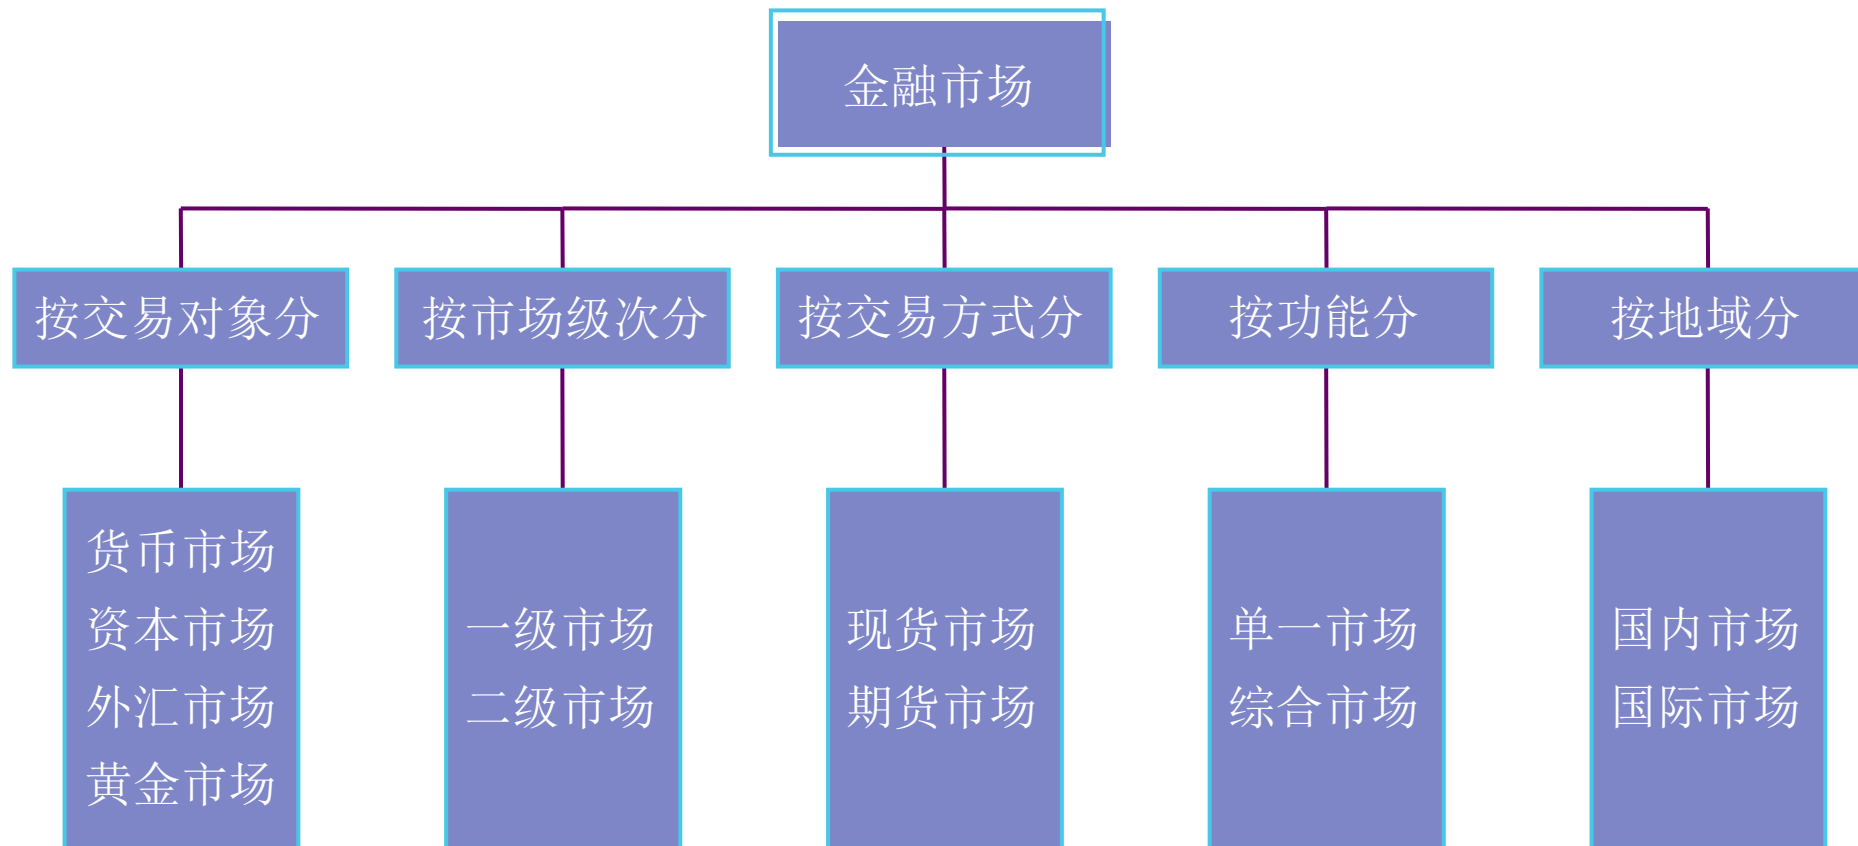 金融市场
按交易对象分
按市场级次分
按交易方式分
按功能分
按地域分
货币市场
资本市场
外汇市场
黄金市场
一级市场
二级市场
现货市场
期货市场
单一市场
综合市场
国内市场
国际市场